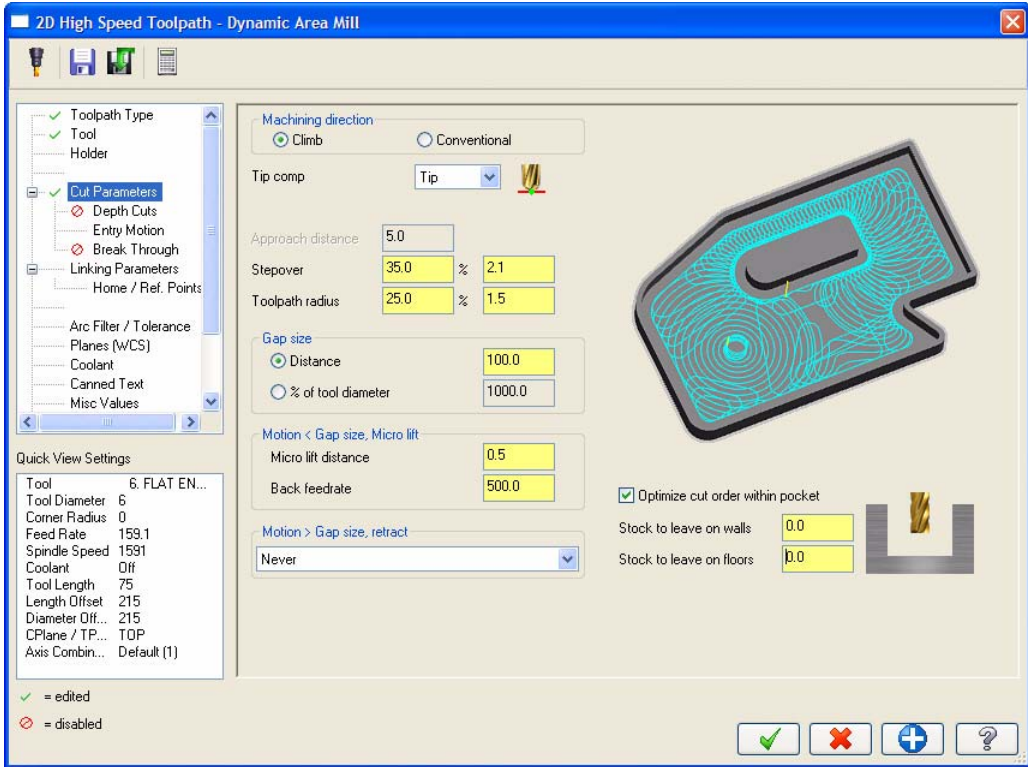 2D High Speed Toolpath - Dynamic Area Mill
Toolpath Type
Tool
Holder
Cut Parameters
Depth Cuts
Entry Motion
Break Through
Linking Parameters
Home / Ref. Points
Arc Filter / Tolerance
Planes (WCS)
Coolant
Canned Text
Misc Values
Quick View Settings
Tool 6. FLAT EN...
Tool Diameter 6
Corner Radius 0
Feed Rate 159.1
Spindle Speed 1591
Coolant Off
Tool Length 75
Length Offset 215
Diameter Off... 215
CPlane / TP... TOP
Axis Combin... Default (1)
= edited
= disabled
Machining direction
Climb Conventional
Tip comp Tip
Approach distance 5.0
Stepover 35.0 % 2.1
Toolpath radius 25.0 % 1.5
Gap size
Distance 100.0
% of tool diameter 1000.0
Motion < Gap size, Micro lift
Micro lift distance 0.5
Back feedrate 500.0
Motion > Gap size, retract
Never
Optimize cut order within pocket
Stock to leave on walls 0.0
Stock to leave on floors 0.0